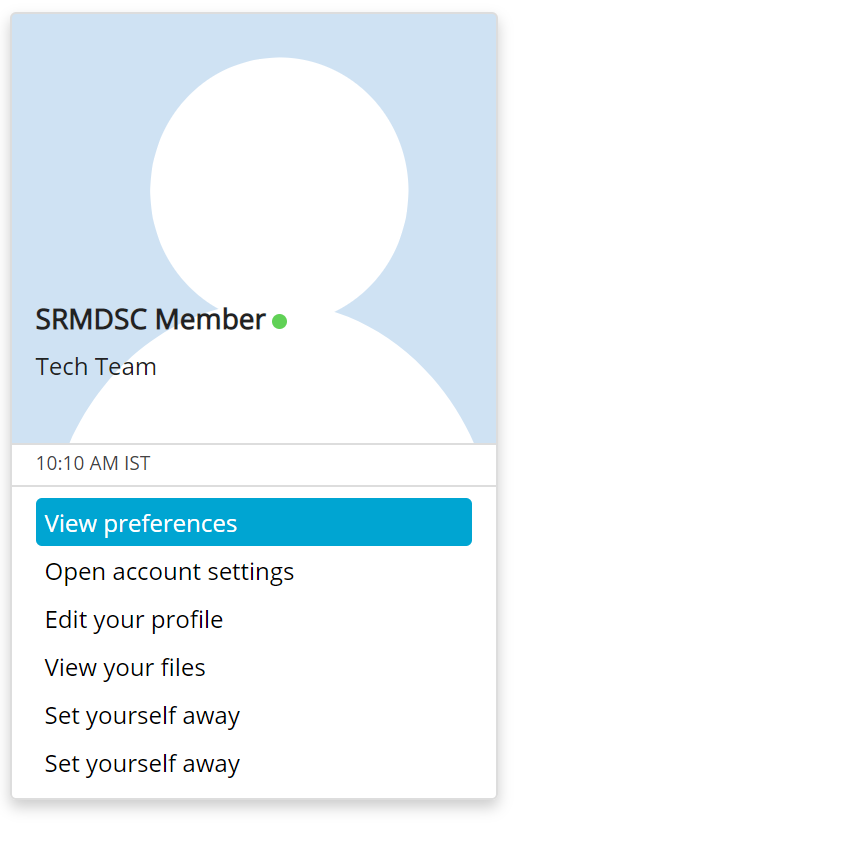 SRMDSC Member
Tech Team
10:10 AM IST
View preferences
Open account settings
Edit your profile
View your files
Set yourself away
Set yourself away